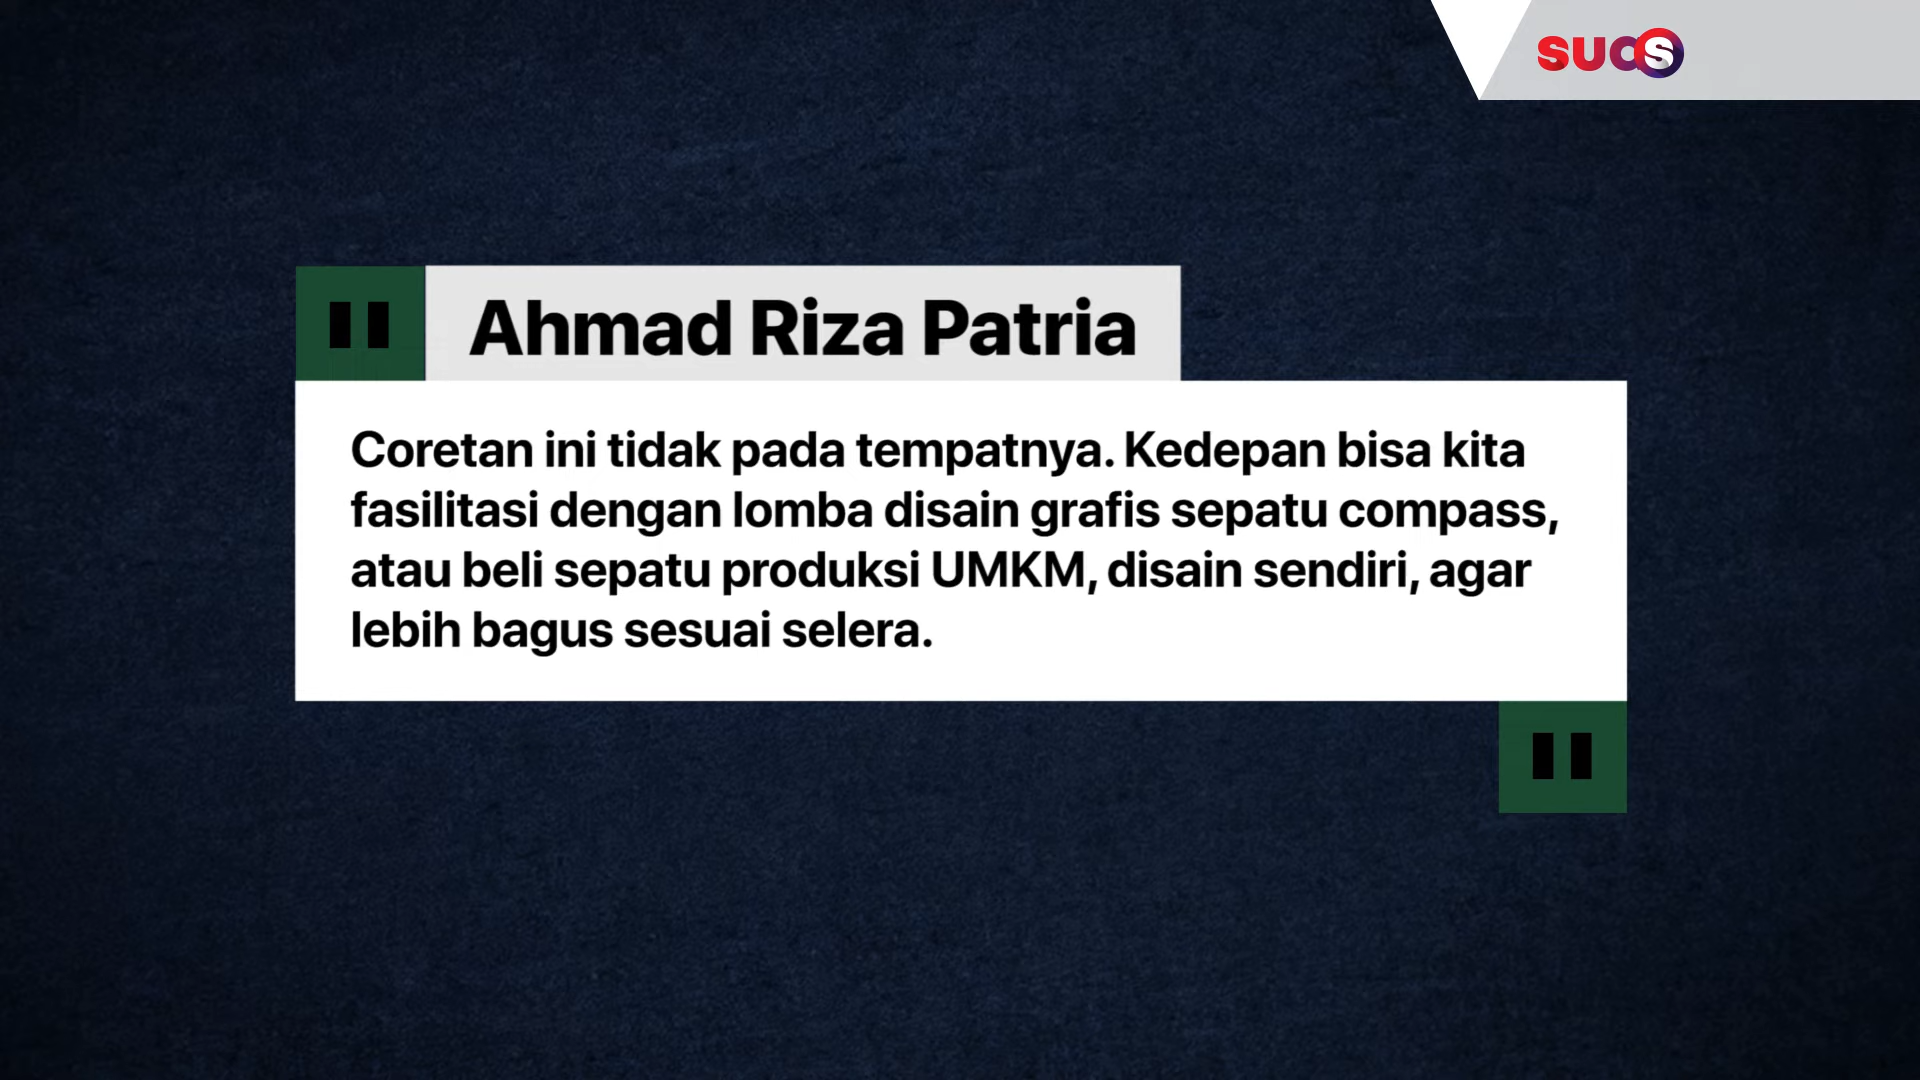 SUCS
Ahmad Riza Patria
Coretan ini tidak pada tempatnya. Kedepan bisa kita
fasilitasi dengan lomba disain grafis sepatu compass,
atau beli sepatu produksi UMKM, disain sendiri, agar
lebih bagus sesuai selera.